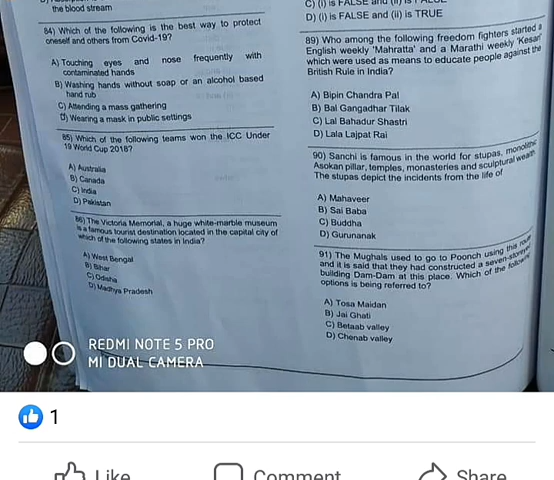 the blood stream
84) Which of the following is the best way to protect
oneself and others from Covid-19?
A) Touching eyes and nose frequently with
contaminated hands
B) Washing hands without soap or an alcohol based
hand rub
C) Attending a mass gathering
D) Wearing a mask in public settings
85) Which of the following teams won the ICC Under
19 World Cup 2018?
A) Australia
B) Canada
C) India
D) Pakistan
86) The Victoria Memorial, a huge white-marble museum
is a famous tourist destination located in the capital city of
which of the following states in India?
A) West Bengal
B) Bihar
C) Odisha
D) Madhya Pradesh
C) (i) is FALSE and (ii) is FALSE
D) (i) is FALSE and (ii) is TRUE
89) Who among the following freedom fighters started a
English weekly 'Mahratta' and a Marathi weekly 'Kesari'
which were used as means to educate people against the
British Rule in India?
A) Bipin Chandra Pal
B) Bal Gangadhar Tilak
C) Lal Bahadur Shastri
D) Lala Lajpat Rai
90) Sanchi is famous in the world for stupas, monolithic
Asokan pillar, temples, monasteries and sculptural wealth
The stupas depict the incidents from the life of
A) Mahaveer
B) Sai Baba
C) Buddha
D) Gurunanak
91) The Mughals used to go to Poonch using this route
and it is said that they had constructed a seven-storeyed
building Dam-Dam at this place. Which of the following
options is being referred to?
A) Tosa Maidan
B) Jai Ghati
C) Betaab valley
D) Chenab valley
REDMI NOTE 5 PRO
MI DUAL CAMERA
1
Like Comment Share